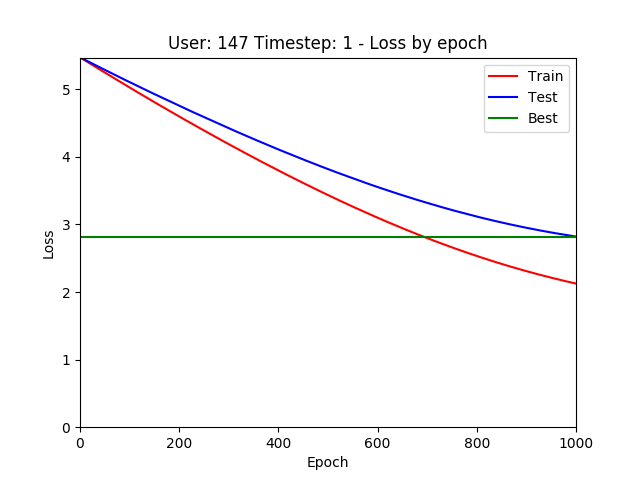 User: 147 Timestep: 1 - Loss by epoch
Train
Test
Best
5
4
3
2
1
0
Loss
0 200 400 600 800 1000
Epoch